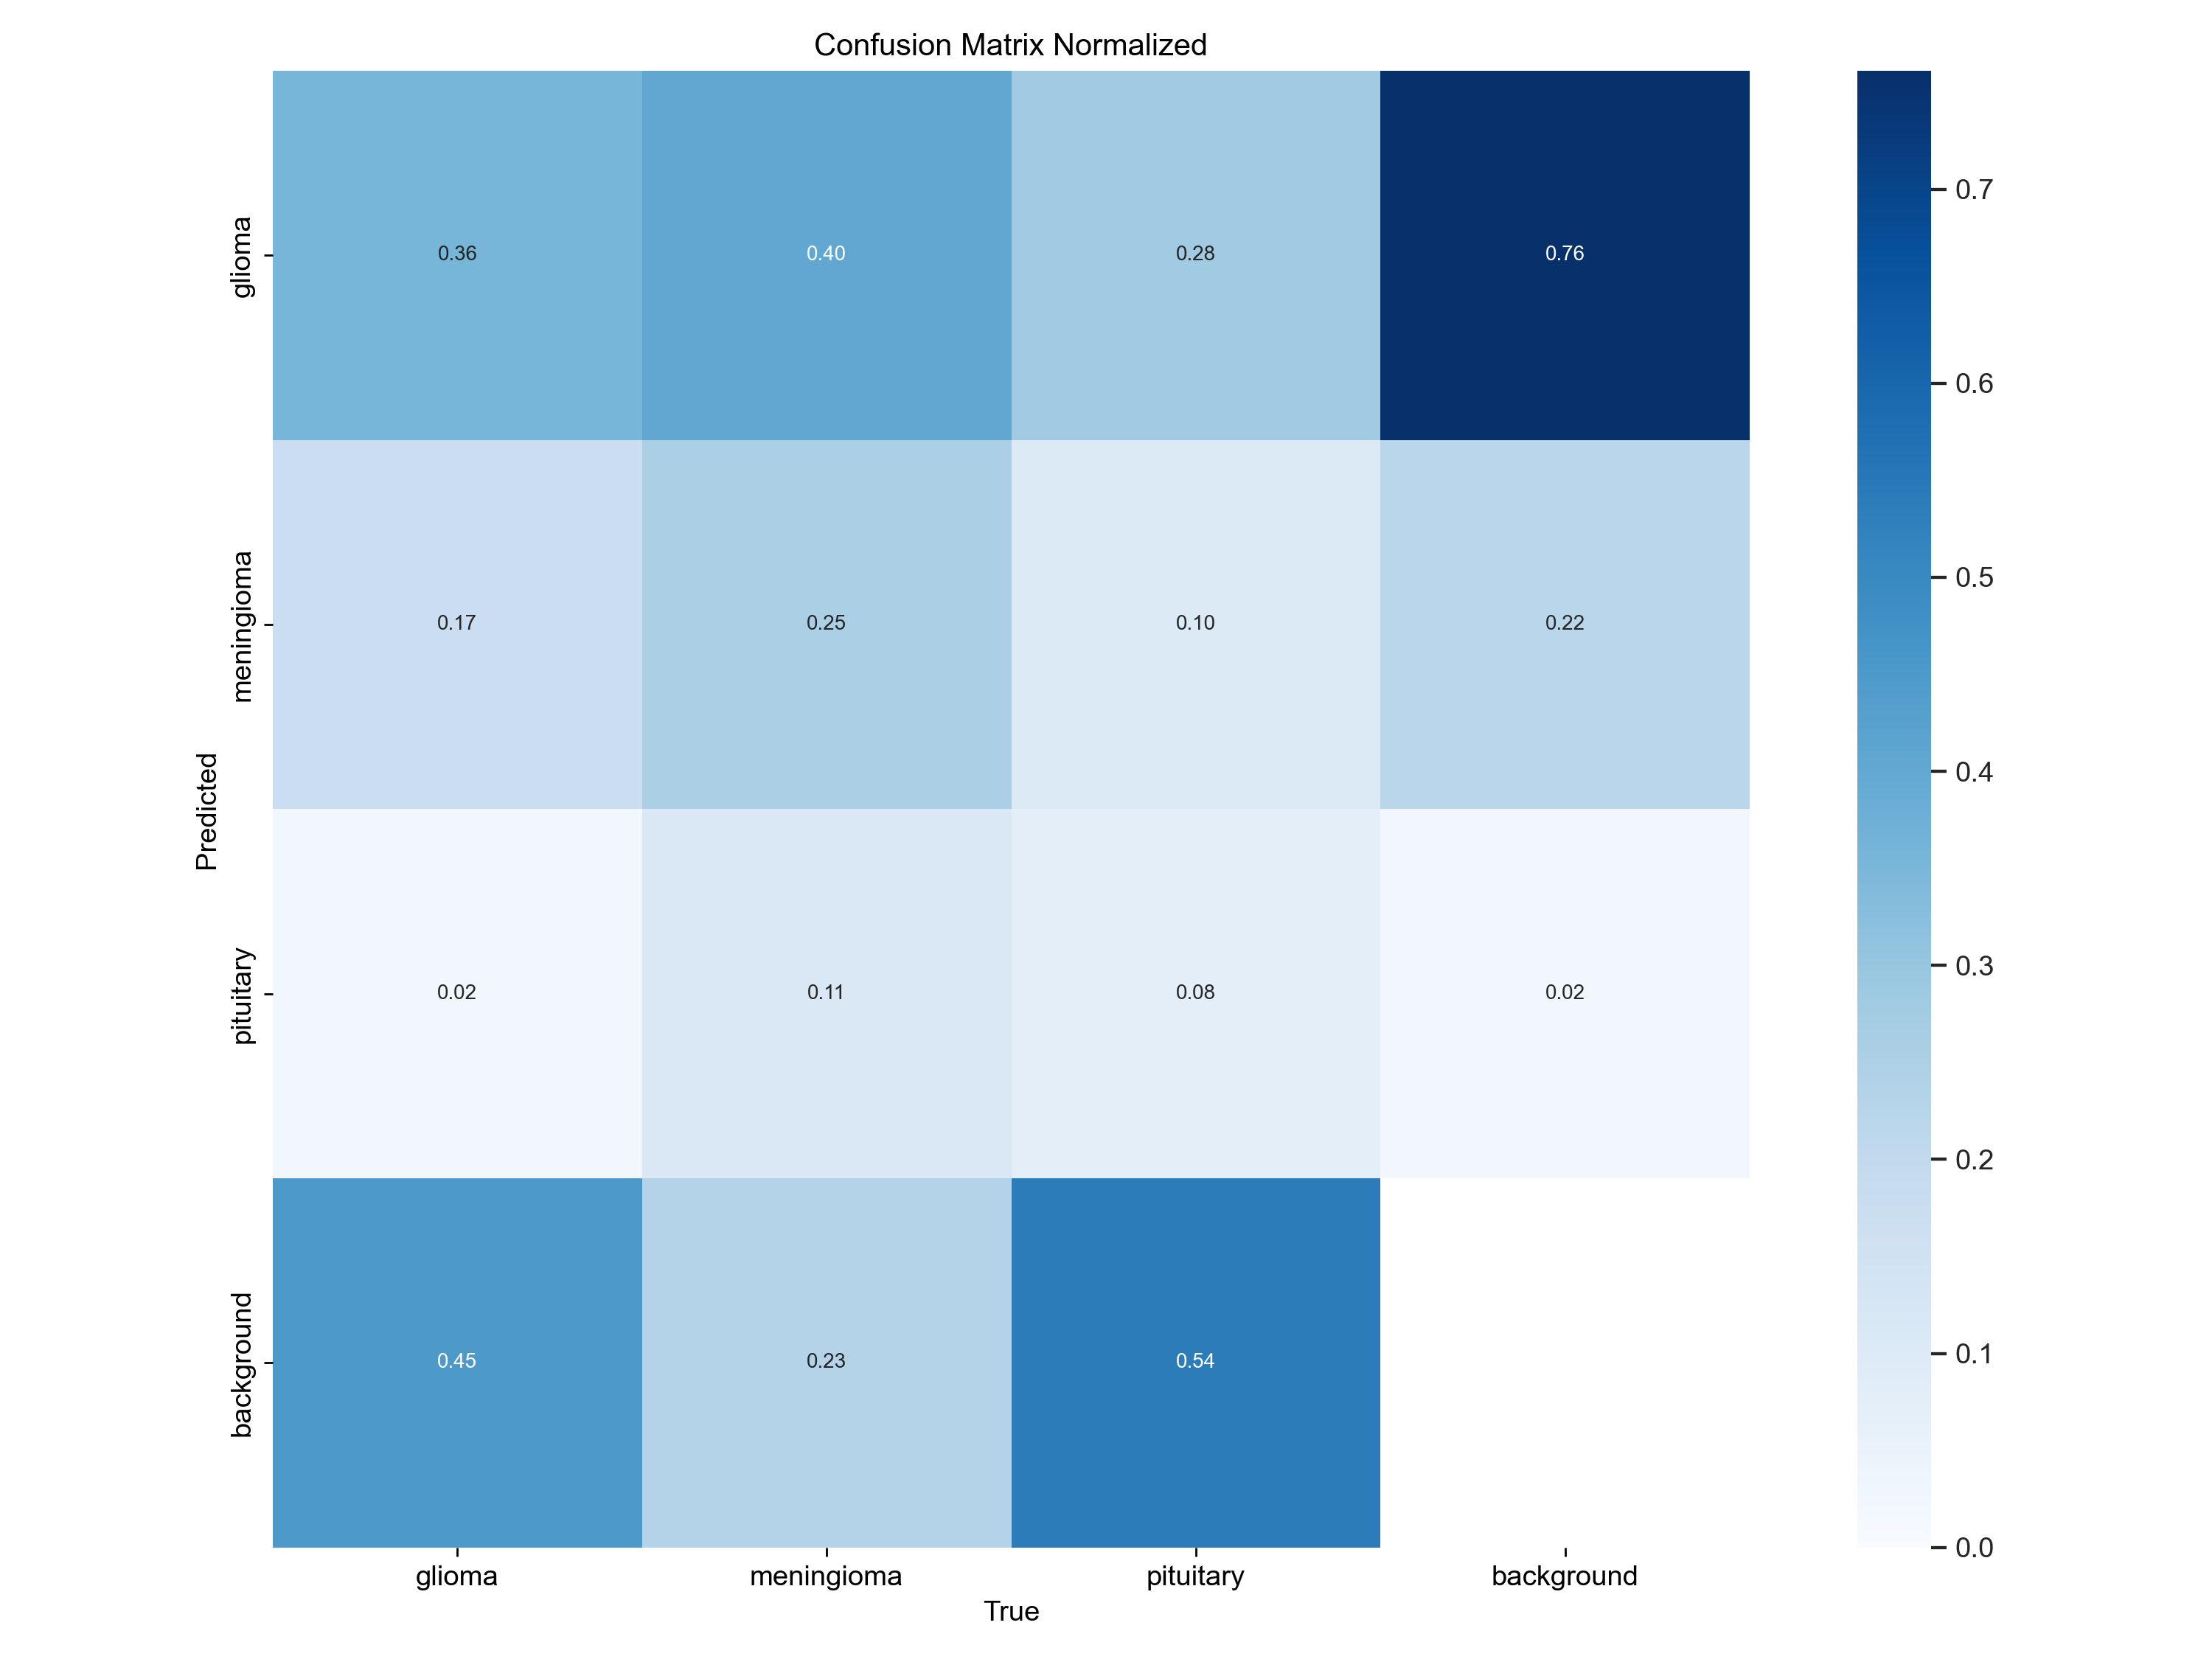 Confusion Matrix Normalized
glioma
0.36 0.40 0.28 0.76
meningioma
0.17 0.25 0.10 0.22
pituitary
0.02 0.11 0.08 0.02
background
0.45 0.23 0.54
Predicted
glioma meningioma pituitary background
True
0.7
0.6
0.5
0.4
0.3
0.2
0.1
0.0